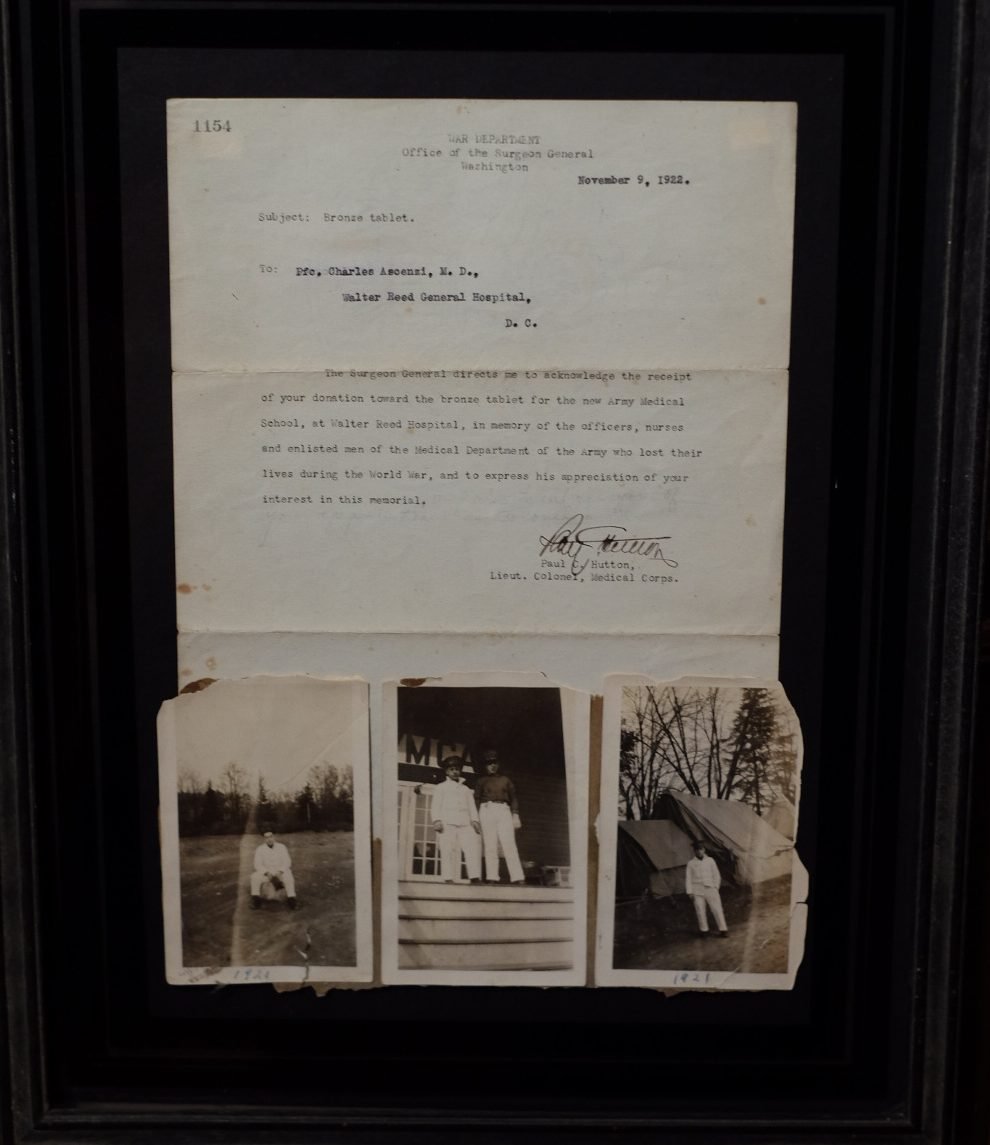 1154
WAR DEPARTMENT
Office of the Surgeon General
Washington
November 9, 1922.
Subject: Bronze tablet.
To: Pfc. Charles Ascenzi, M. D.,
Walter Reed General Hospital,
D. C.
The Surgeon General directs me to acknowledge the receipt
of your donation toward the bronze tablet for the new Army Medical
School, at Walter Reed Hospital, in memory of the officers, nurses
and enlisted men of the Medical Department of the Army who lost their
lives during the World War, and to express his appreciation of your
interest in this memorial.
Paul C. Hutton
Paul C. Hutton,
Lieut. Colonel, Medical Corps.
MCA
1921